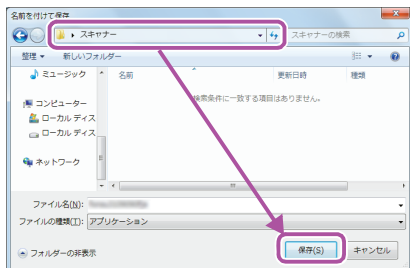 名前を付けて保存
スキャナー
スキャナーの検索
整理 新しいフォルダー
ミュージック
コンピューター
ローカル ディス
ローカル ディス
ネットワーク
名前 更新日時 種類
検索条件に一致する項目はありません。
ファイル名(N):
ファイルの種類(T): アプリケーション
フォルダーの非表示
保存(S) キャンセル